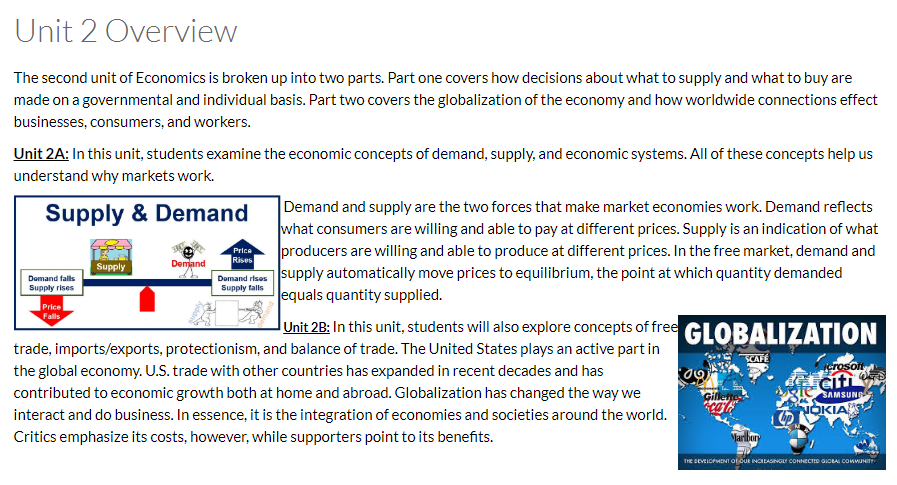 Unit 2 Overview
The second unit of Economics is broken up into two parts. Part one covers how decisions about what to supply and what to buy are
made on a governmental and individual basis. Part two covers the globalization of the economy and how worldwide connections effect
businesses, consumers, and workers.
Unit 2A: In this unit, students examine the economic concepts of demand, supply, and economic systems. All of these concepts help us
understand why markets work.
Supply & Demand
Supply
Demand
Price
Rises
Demand falls
Supply rises
Demand rises
Supply falls
Price
Falls
Demand and supply are the two forces that make market economies work. Demand reflects
what consumers are willing and able to pay at different prices. Supply is an indication of what
producers are willing and able to produce at different prices. In the free market, demand and
supply automatically move prices to equilibrium, the point at which quantity demanded
equals quantity supplied.
Unit 2B: In this unit, students will also explore concepts of free
trade, imports/exports, protectionism, and balance of trade. The United States plays an active part in
the global economy. U.S. trade with other countries has expanded in recent decades and has
contributed to economic growth both at home and abroad. Globalization has changed the way we
interact and do business. In essence, it is the integration of economies and societies around the world.
Critics emphasize its costs, however, while supporters point to its benefits.
GLOBALIZATION
SCAFÉ
icrosoft
citi
Gillette
SAMSUNG
NOKIA
hp
Marlboro
THE DEVELOPMENT OF OUR INCREASINGLY CONNECTED GLOBAL COMMUNITY